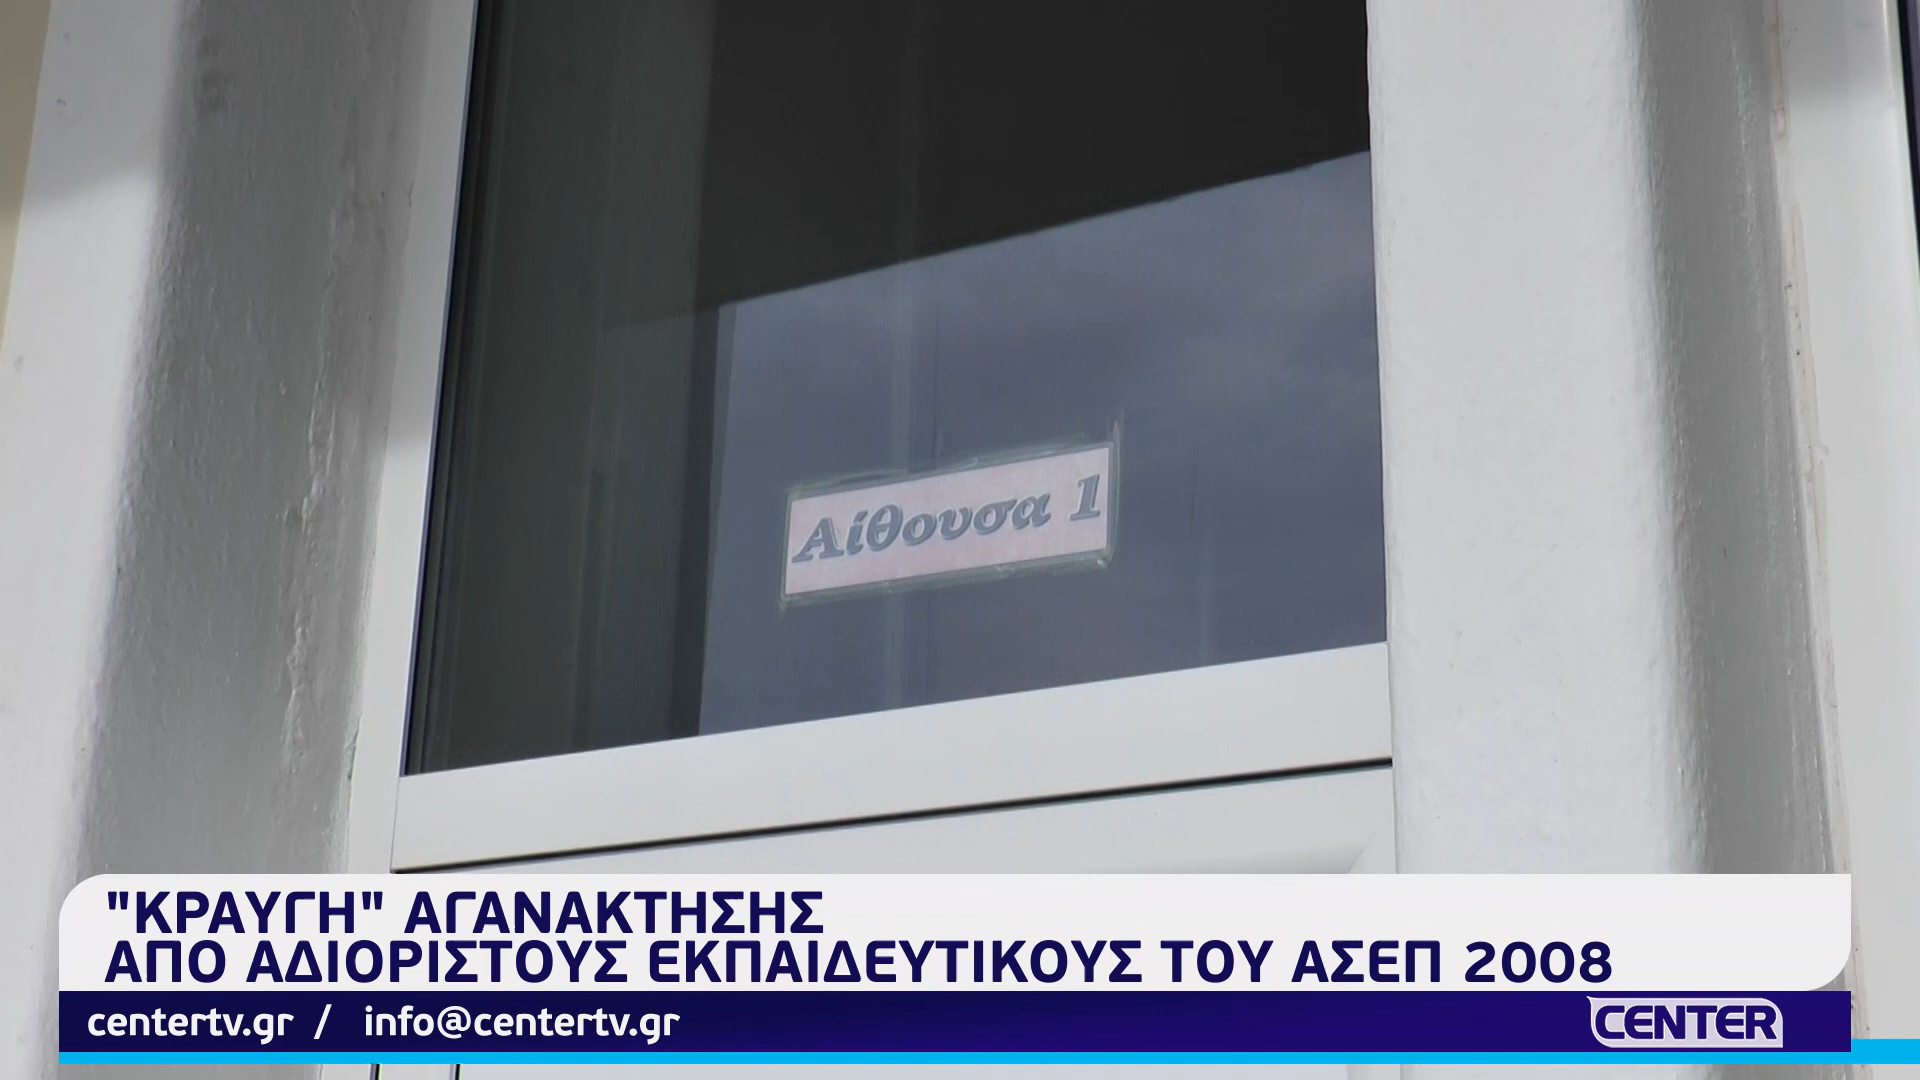 Αίθουσα 1
"ΚΡΑΥΓΗ" ΑΓΑΝΑΚΤΗΣΗΣ
ΑΠΟ ΑΔΙΟΡΙΣΤΟΥΣ ΕΚΠΑΙΔΕΥΤΙΚΟΥΣ ΤΟΥ ΑΣΕΠ 2008
centertv.gr / info@centertv.gr
CENTER